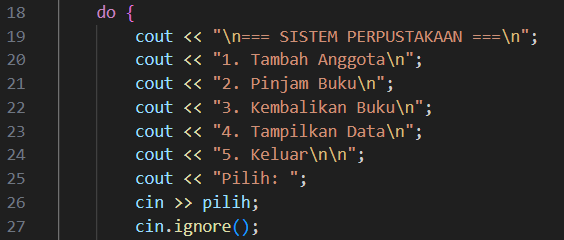 18 do {
19 cout << "\n=== SISTEM PERPUSTAKAAN ===\n";
20 cout << "1. Tambah Anggota\n";
21 cout << "2. Pinjam Buku\n";
22 cout << "3. Kembalikan Buku\n";
23 cout << "4. Tampilkan Data\n";
24 cout << "5. Keluar\n\n";
25 cout << "Pilih: ";
26 cin >> pilih;
27 cin.ignore();